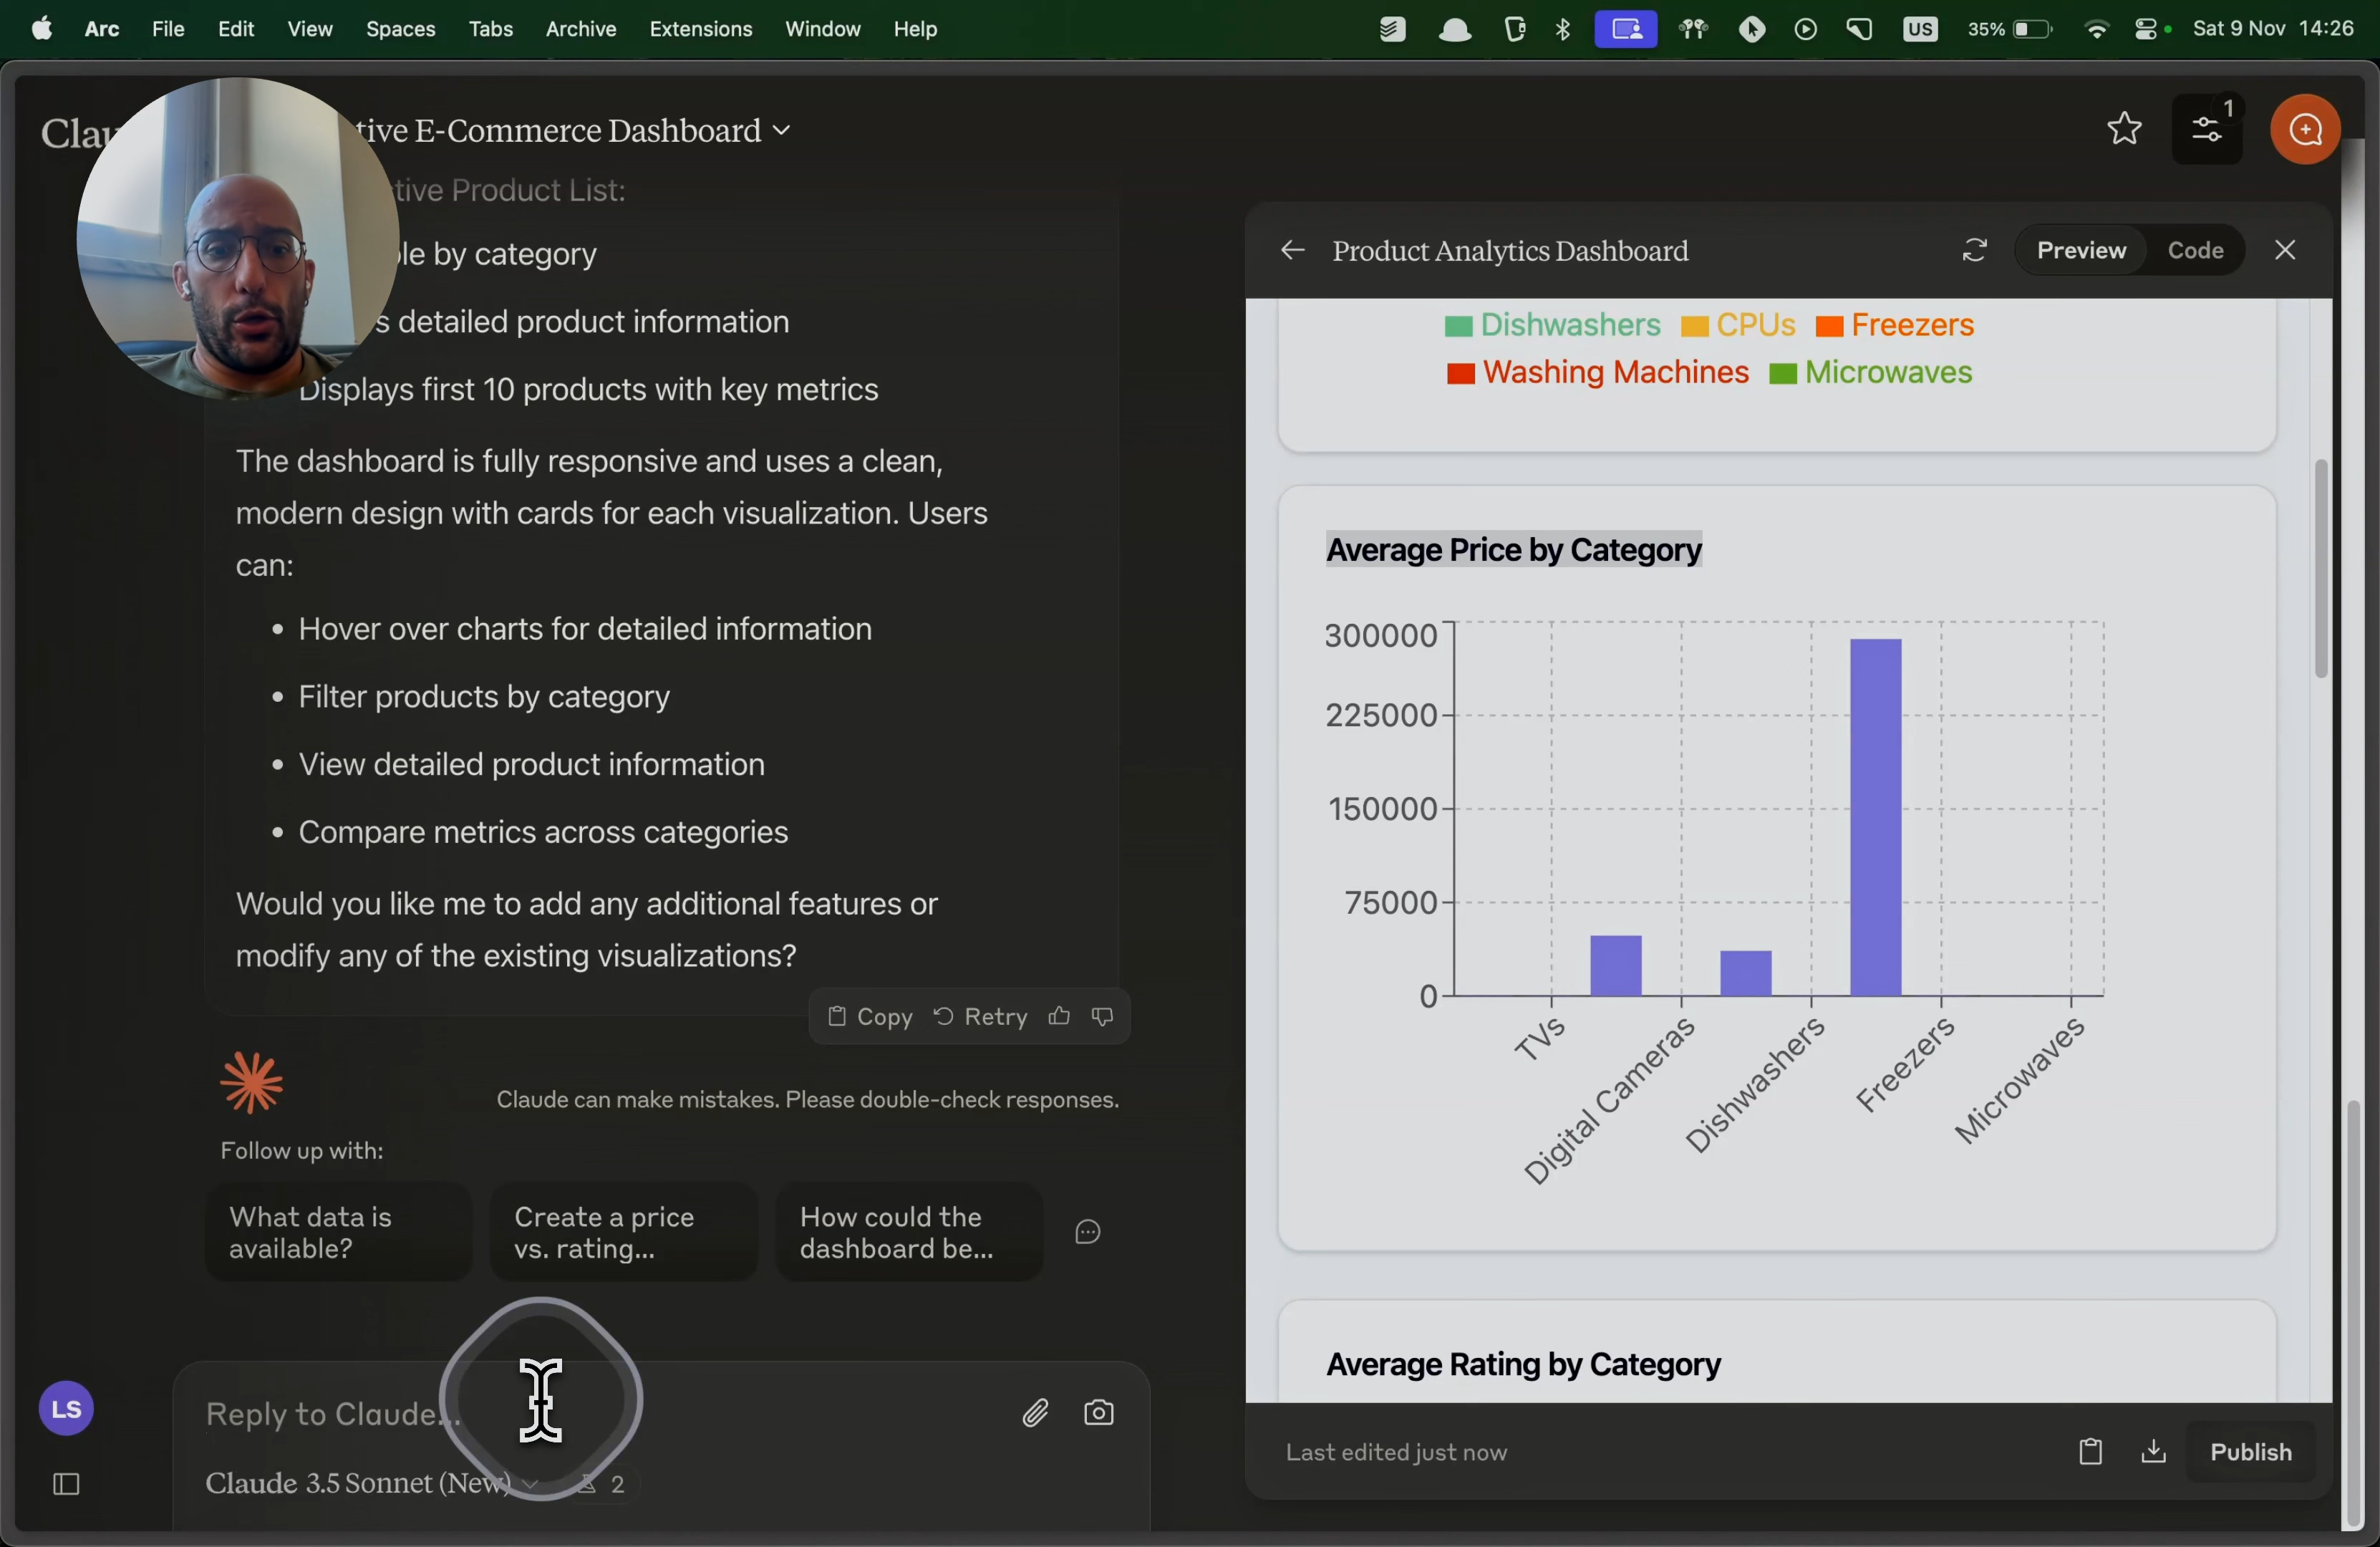 Arc File Edit View Spaces Tabs Archive Extensions Window Help US 35% Sat 9 Nov 14:26
tive E-Commerce Dashboard
1
tive Product List:
le by category
s detailed product information
Displays first 10 products with key metrics
The dashboard is fully responsive and uses a clean,
modern design with cards for each visualization. Users
can:
• Hover over charts for detailed information
• Filter products by category
• View detailed product information
• Compare metrics across categories
Would you like me to add any additional features or
modify any of the existing visualizations?
Copy Retry
Claude can make mistakes. Please double-check responses.
Follow up with:
What data is
available?
Create a price
vs. rating...
How could the
dashboard be...
LS
Reply to Claude...
Claude 3.5 Sonnet (New) 2
Product Analytics Dashboard
Preview Code
Dishwashers CPUs Freezers
Washing Machines Microwaves
Average Price by Category
300000
225000
150000
75000
0
TVs
Digital Cameras
Dishwashers
Freezers
Microwaves
Average Rating by Category
Last edited just now
Publish